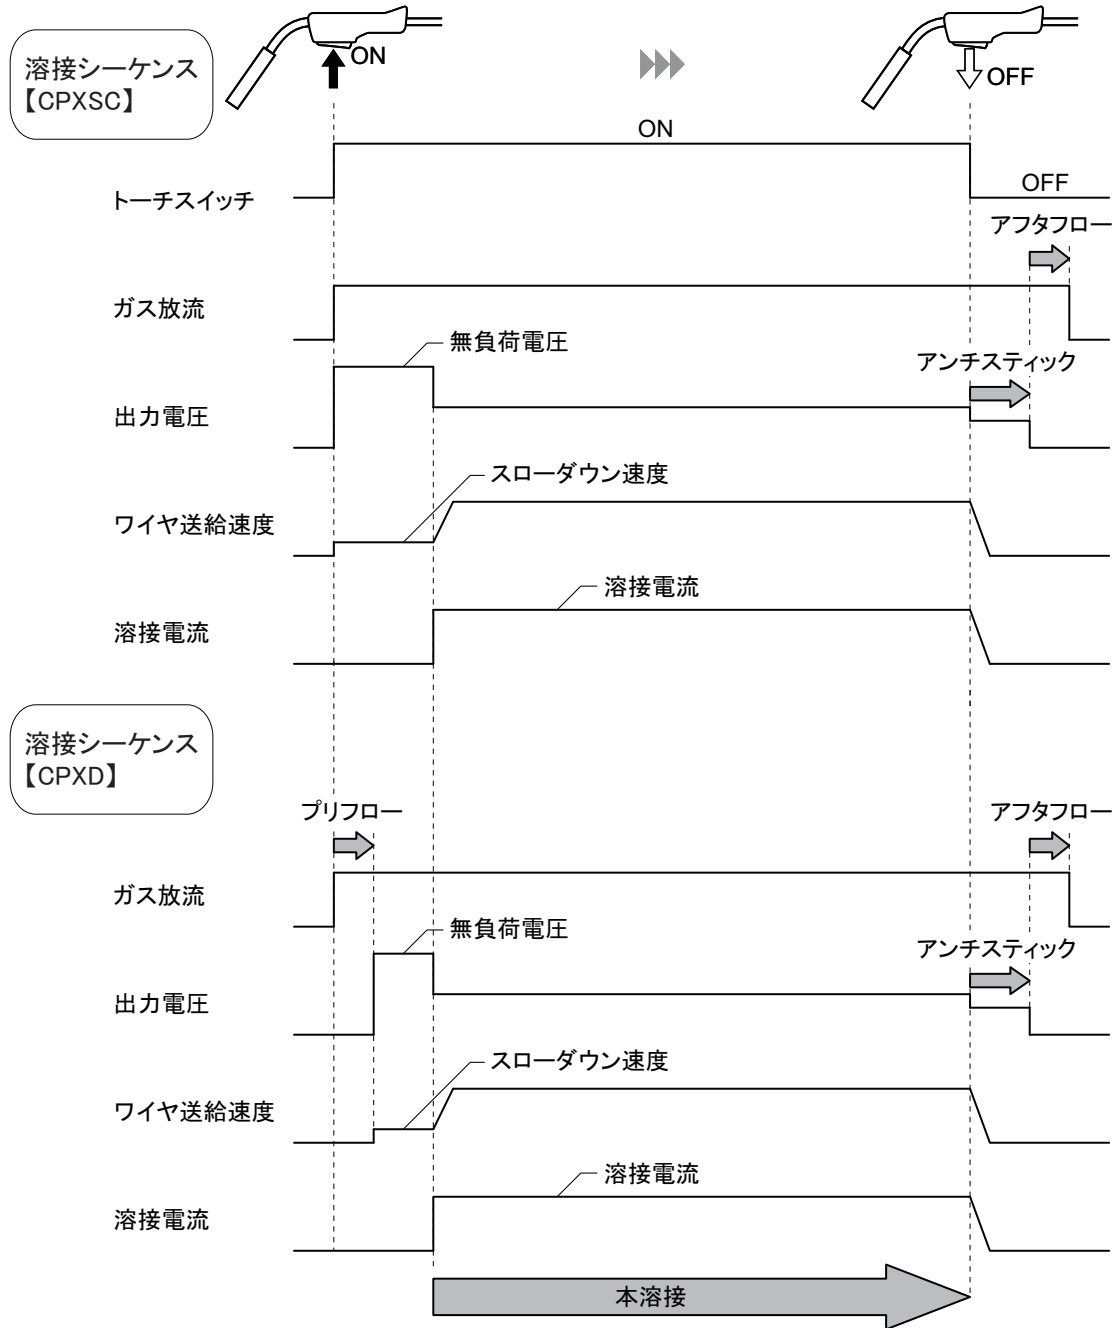 溶接シーケンス
【CPXSC】
ON
OFF
ON
トーチスイッチ
OFF
アフタフロー
ガス放流
無負荷電圧
アンチスティック
出力電圧
スローダウン速度
ワイヤ送給速度
溶接電流
溶接電流
溶接シーケンス
【CPXD】
プリフロー
アフタフロー
ガス放流
無負荷電圧
アンチスティック
出力電圧
スローダウン速度
ワイヤ送給速度
溶接電流
溶接電流
本溶接